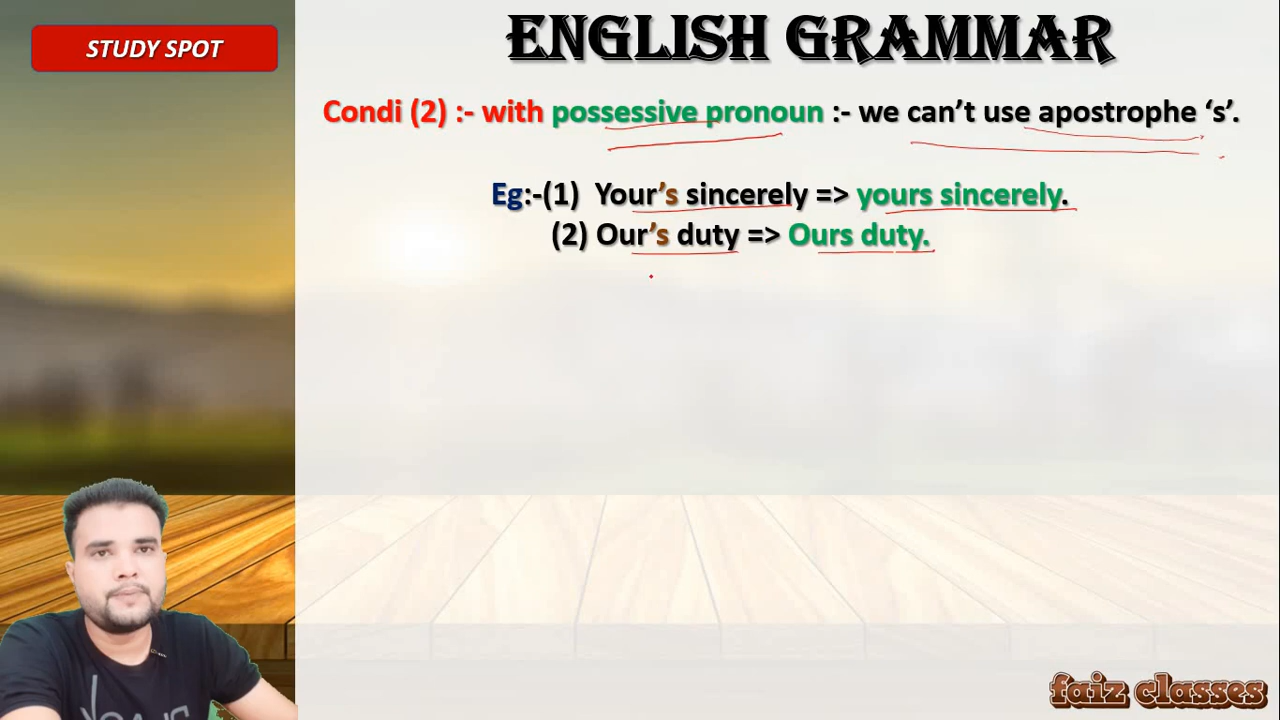 STUDY SPOT
ENGLISH GRAMMAR
Condi (2) :- with possessive pronoun :- we can't use apostrophe ‘s’.
Eg:-(1) Your’s sincerely => yours sincerely.
(2) Our’s duty => Ours duty.
faiz classes